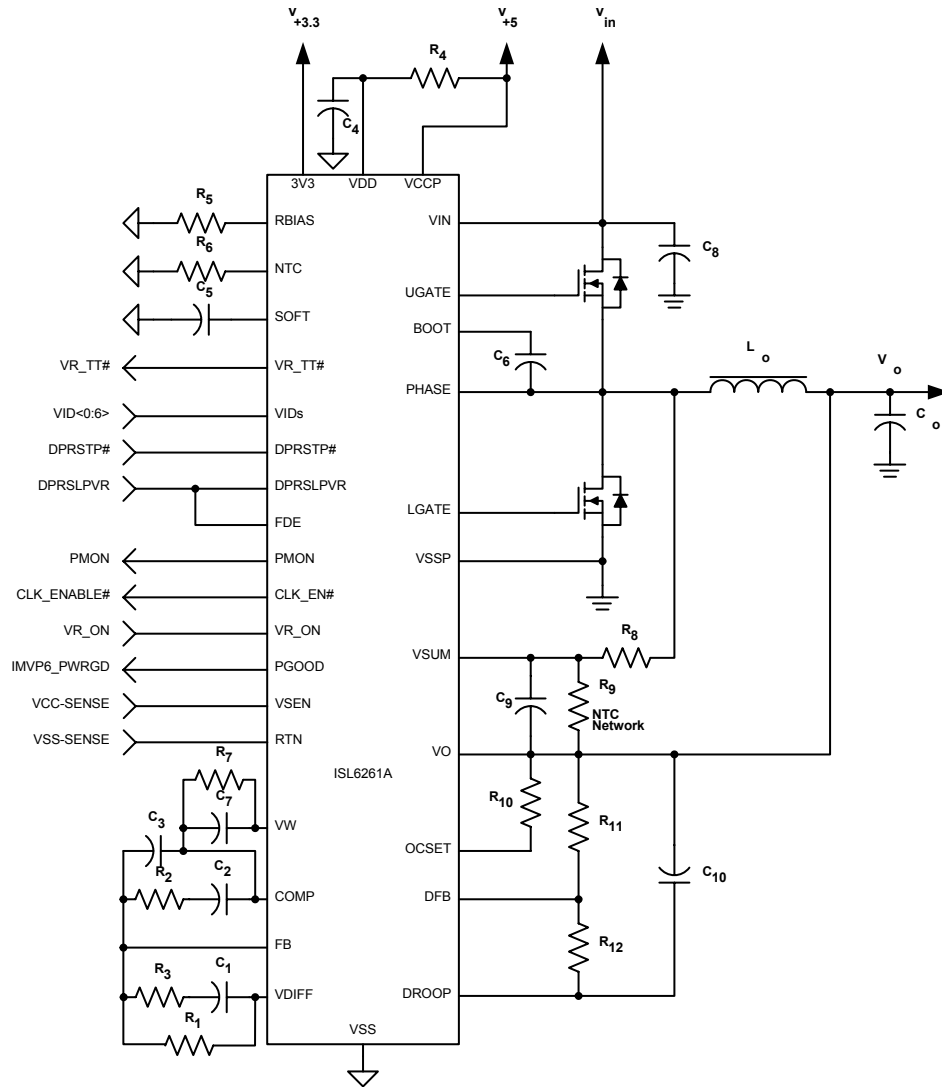 V+3.3
V+5
Vin
R4
C4
3V3
VDD
VCCP
R5
RBIAS
VIN
C8
R6
NTC
C5
UGATE
SOFT
BOOT
C6
Lo
Vo
VR_TT#
VR_TT#
PHASE
Co
VID<0:6>
VIDs
DPRSTP#
DPRSTP#
DPRSLPVR
DPRSLPVR
LGATE
FDE
PMON
PMON
VSSP
CLK_ENABLE#
CLK_EN#
VR_ON
VR_ON
R8
VSUM
IMVP6_PWRGD
PGOOD
R9
VCC-SENSE
VSEN
C9
NTC
Network
VSS-SENSE
RTN
VO
R7
ISL6261A
R10
C7
R11
C3
VW
OCSET
R2
C2
C10
COMP
DFB
FB
R12
R3
C1
VDIFF
DROOP
R1
VSS